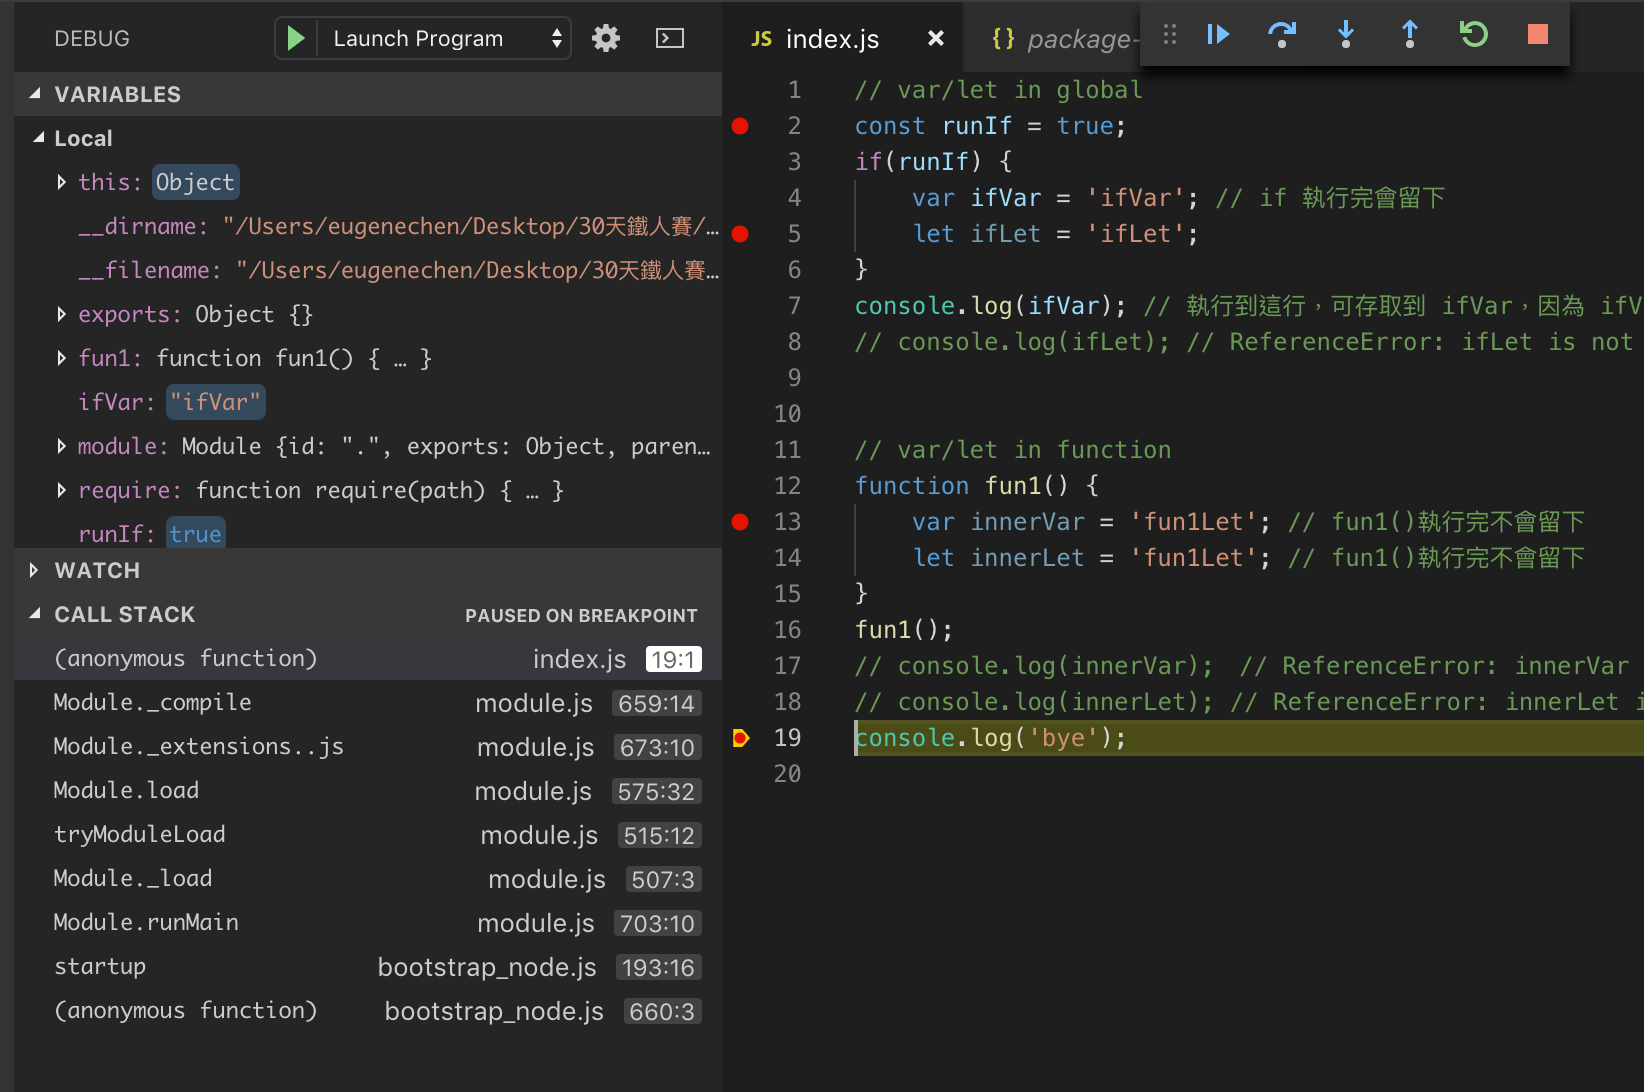 DEBUG
Launch Program
VARIABLES
Local
this: Object
__dirname: "/Users/eugenechen/Desktop/30天鐵人賽/…
__filename: "/Users/eugenechen/Desktop/30天鐵人賽…
exports: Object {}
fun1: function fun1() { … }
ifVar: "ifVar"
module: Module {id: ".", exports: Object, paren…
require: function require(path) { … }
runIf: true
WATCH
CALL STACK PAUSED ON BREAKPOINT
(anonymous function) index.js 19:1
Module._compile module.js 659:14
Module._extensions..js module.js 673:10
Module.load module.js 575:32
tryModuleLoad module.js 515:12
Module._load module.js 507:3
Module.runMain module.js 703:10
startup bootstrap_node.js 193:16
(anonymous function) bootstrap_node.js 660:3
JS index.js
{} package-
1 // var/let in global
2 const runIf = true;
3 if(runIf) {
4 var ifVar = 'ifVar'; // if 執行完會留下
5 let ifLet = 'ifLet';
6 }
7 console.log(ifVar); // 執行到這行，可存取到 ifVar，因為 ifV
8 // console.log(ifLet); // ReferenceError: ifLet is not
9
10
11 // var/let in function
12 function fun1() {
13 var innerVar = 'fun1Let'; // fun1()執行完不會留下
14 let innerLet = 'fun1Let'; // fun1()執行完不會留下
15 }
16 fun1();
17 // console.log(innerVar);  // ReferenceError: innerVar
18 // console.log(innerLet); // ReferenceError: innerLet i
19 console.log('bye');
20